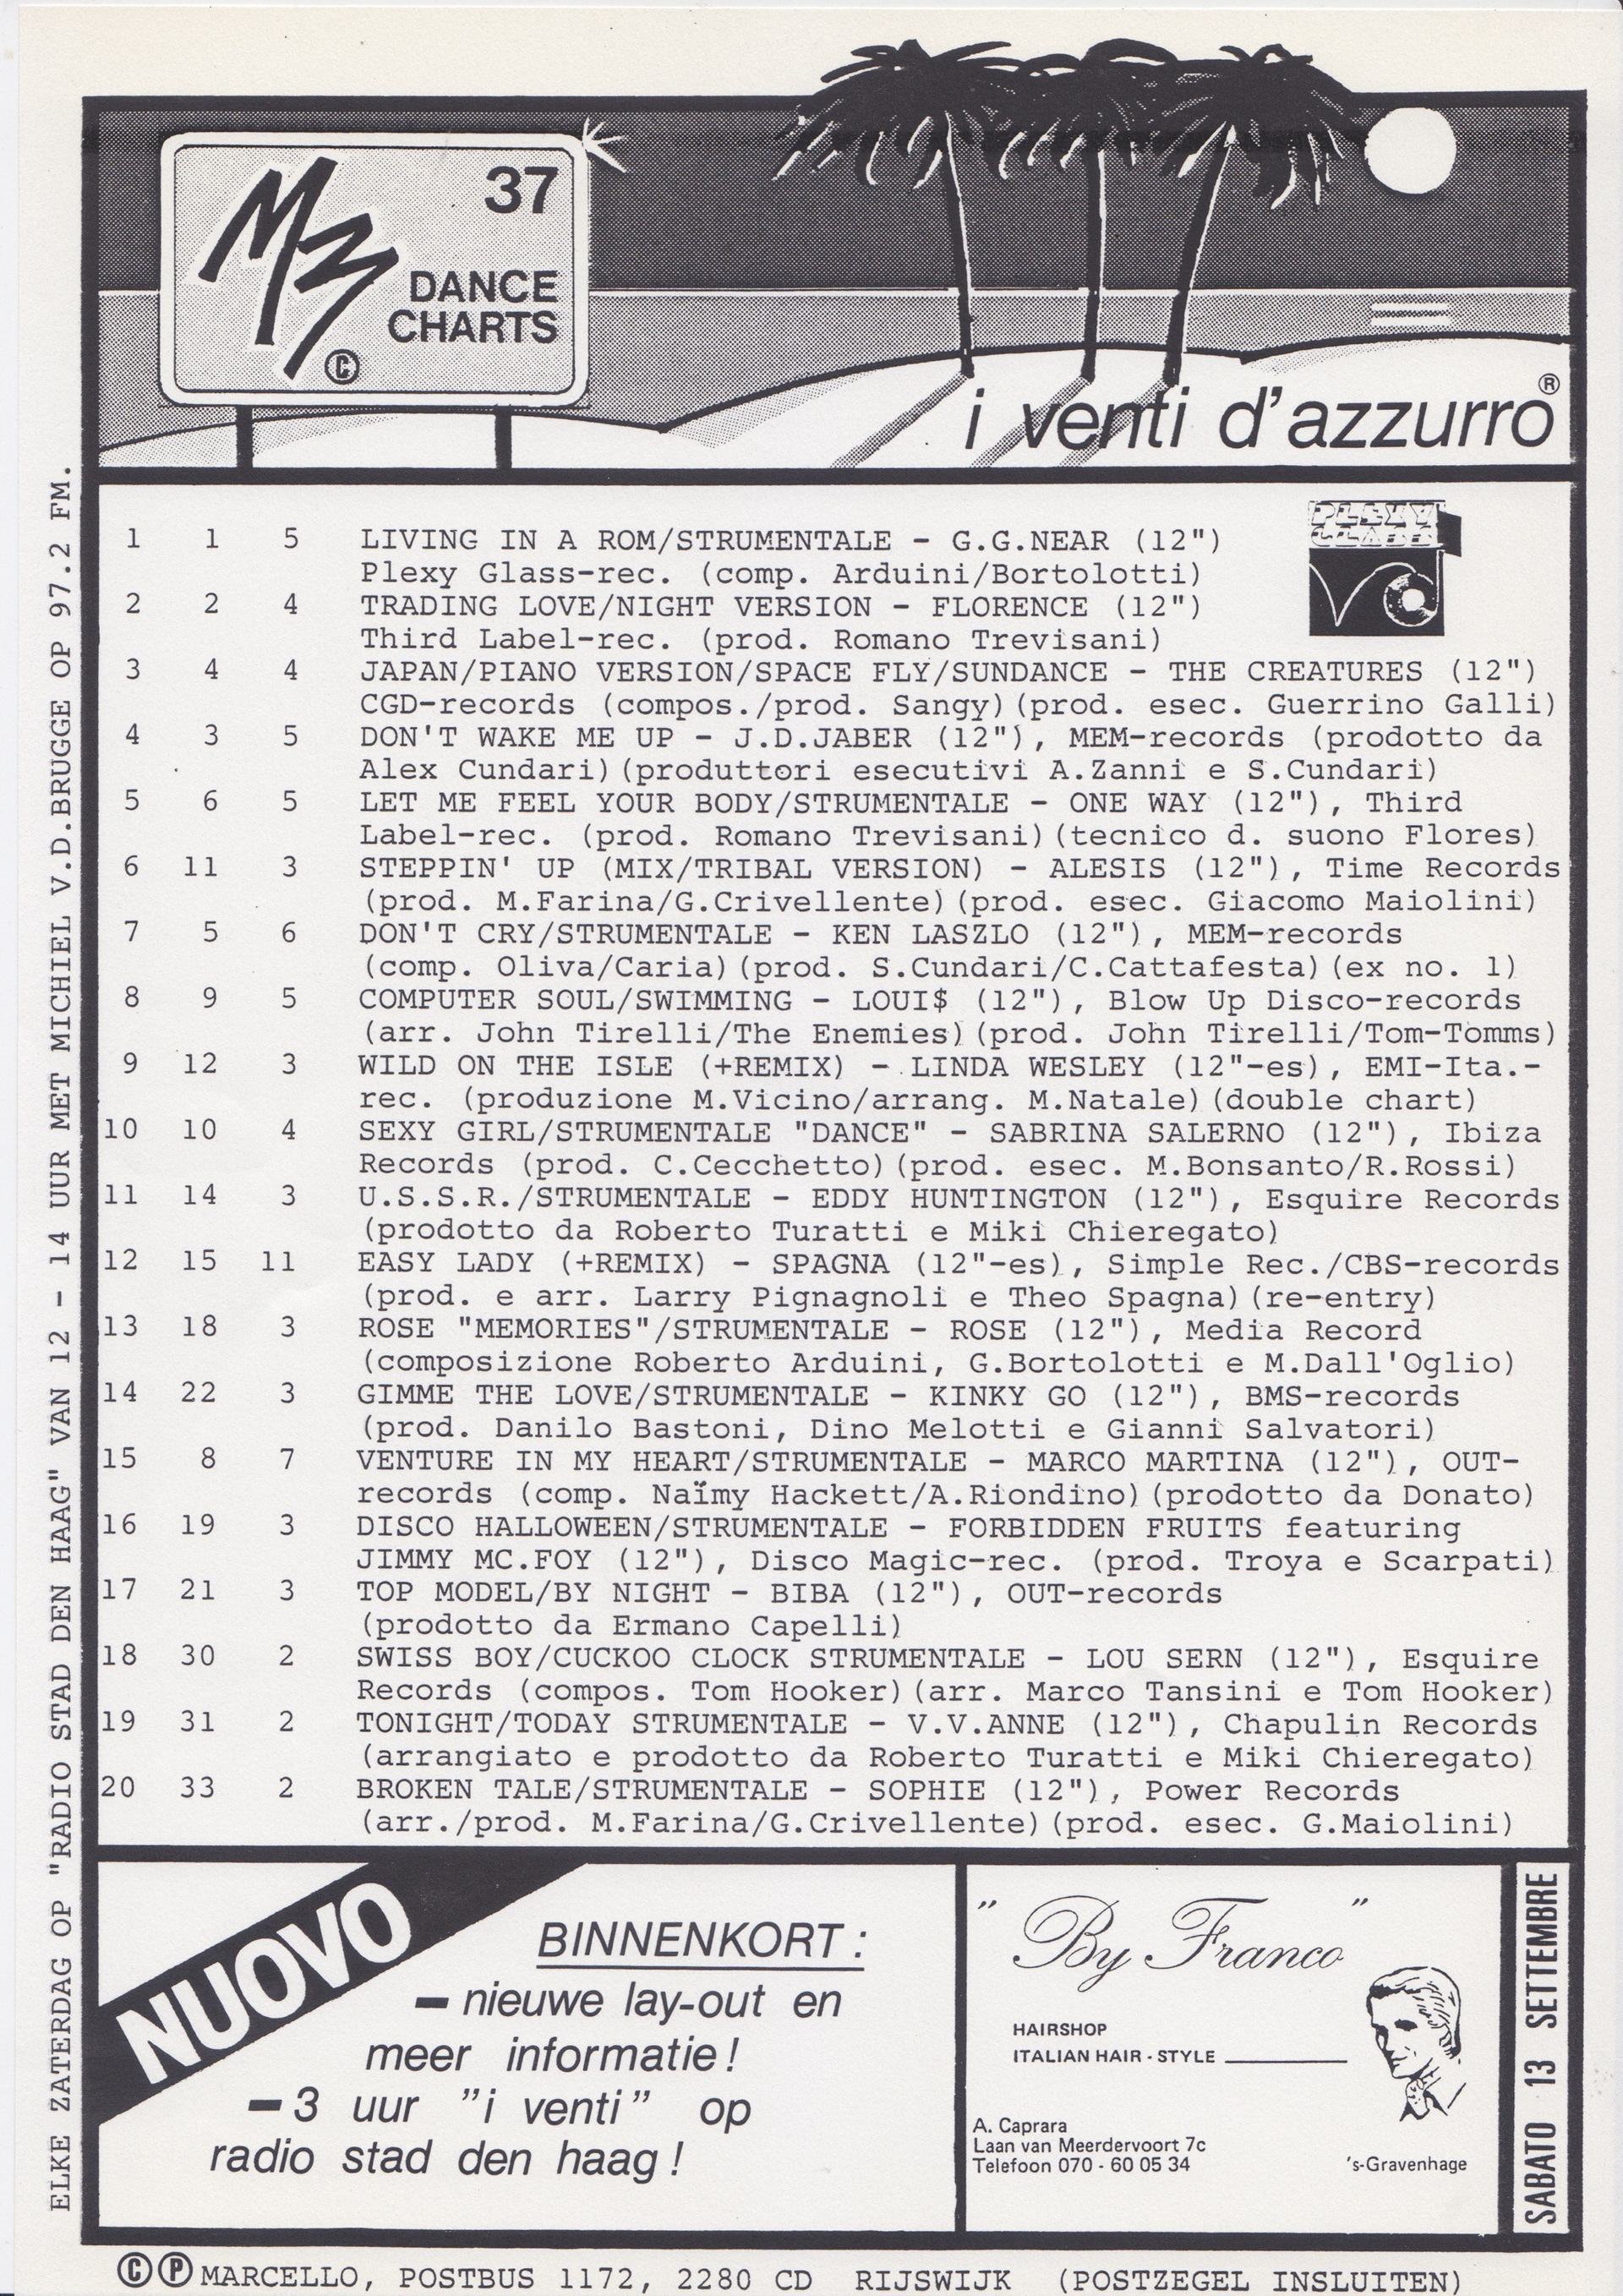 37
M3
DANCE
CHARTS
©
i venti d'azzurro®
PLEXY
GLASS
1 1 5 LIVING IN A ROM/STRUMENTALE - G.G.NEAR (12")
Plexy Glass-rec. (comp. Arduini/Bortolotti)
2 2 4 TRADING LOVE/NIGHT VERSION - FLORENCE (12")
Third Label-rec. (prod. Romano Trevisani)
3 4 4 JAPAN/PIANO VERSION/SPACE FLY/SUNDANCE - THE CREATURES (12")
CGD-records (compos./prod. Sangy)(prod. esec. Guerrino Galli)
4 3 5 DON'T WAKE ME UP - J.D.JABER (12"), MEM-records (prodotto da
Alex Cundari)(produttori esecutivi A.Zanni e S.Cundari)
5 6 5 LET ME FEEL YOUR BODY/STRUMENTALE - ONE WAY (12"), Third
Label-rec. (prod. Romano Trevisani)(tecnico d. suono Flores)
6 11 3 STEPPIN' UP (MIX/TRIBAL VERSION) - ALESIS (12"), Time Records
(prod. M.Farina/G.Crivellente)(prod. esec. Giacomo Maiolini)
7 5 6 DON'T CRY/STRUMENTALE - KEN LASZLO (12"), MEM-records
(comp. Oliva/Caria)(prod. S.Cundari/C.Cattafesta)(ex no. 1)
8 9 5 COMPUTER SOUL/SWIMMING - LOUI$ (12"), Blow Up Disco-records
(arr. John Tirelli/The Enemies)(prod. John Tirelli/Tom-Tomms)
9 12 3 WILD ON THE ISLE (+REMIX) - LINDA WESLEY (12"-es), EMI-Ita.-
rec. (produzione M.Vicino/arrang. M.Natale)(double chart)
10 10 4 SEXY GIRL/STRUMENTALE "DANCE" - SABRINA SALERNO (12"), Ibiza
Records (prod. C.Cecchetto)(prod. esec. M.Bonsanto/R.Rossi)
11 14 3 U.S.S.R./STRUMENTALE - EDDY HUNTINGTON (12"), Esquire Records
(prodotto da Roberto Turatti e Miki Chieregato)
12 15 11 EASY LADY (+REMIX) - SPAGNA (12"-es), Simple Rec./CBS-records
(prod. e arr. Larry Pignagnoli e Theo Spagna)(re-entry)
13 18 3 ROSE "MEMORIES"/STRUMENTALE - ROSE (12"), Media Record
(composizione Roberto Arduini, G.Bortolotti e M.Dall'Oglio)
14 22 3 GIMME THE LOVE/STRUMENTALE - KINKY GO (12"), BMS-records
(prod. Danilo Bastoni, Dino Melotti e Gianni Salvatori)
15 8 7 VENTURE IN MY HEART/STRUMENTALE - MARCO MARTINA (12"), OUT-
records (comp. Naïmy Hackett/A.Riondino)(prodotto da Donato)
16 19 3 DISCO HALLOWEEN/STRUMENTALE - FORBIDDEN FRUITS featuring
JIMMY MC.FOY (12"), Disco Magic-rec. (prod. Troya e Scarpati)
17 21 3 TOP MODEL/BY NIGHT - BIBA (12"), OUT-records
(prodotto da Ermano Capelli)
18 30 2 SWISS BOY/CUCKOO CLOCK STRUMENTALE - LOU SERN (12"), Esquire
Records (compos. Tom Hooker)(arr. Marco Tansini e Tom Hooker)
19 31 2 TONIGHT/TODAY STRUMENTALE - V.V.ANNE (12"), Chapulin Records
(arrangiato e prodotto da Roberto Turatti e Miki Chieregato)
20 33 2 BROKEN TALE/STRUMENTALE - SOPHIE (12"), Power Records
(arr./prod. M.Farina/G.Crivellente)(prod. esec. G.Maiolini)
ELKE ZATERDAG OP "RADIO STAD DEN HAAG" VAN 12 - 14 UUR MET MICHIEL V.D.BRUGGE OP 97.2 FM.
NUOVO
BINNENKORT:
- nieuwe lay-out en
meer informatie!
- 3 uur "i venti" op
radio stad den haag!
"By Franco"
HAIRSHOP
ITALIAN HAIR - STYLE
A. Caprara
Laan van Meerdervoort 7c
Telefoon 070 - 60 05 34 's-Gravenhage
SABATO 13 SETTEMBRE
©℗ MARCELLO, POSTBUS 1172, 2280 CD RIJSWIJK (POSTZEGEL INSLUITEN)